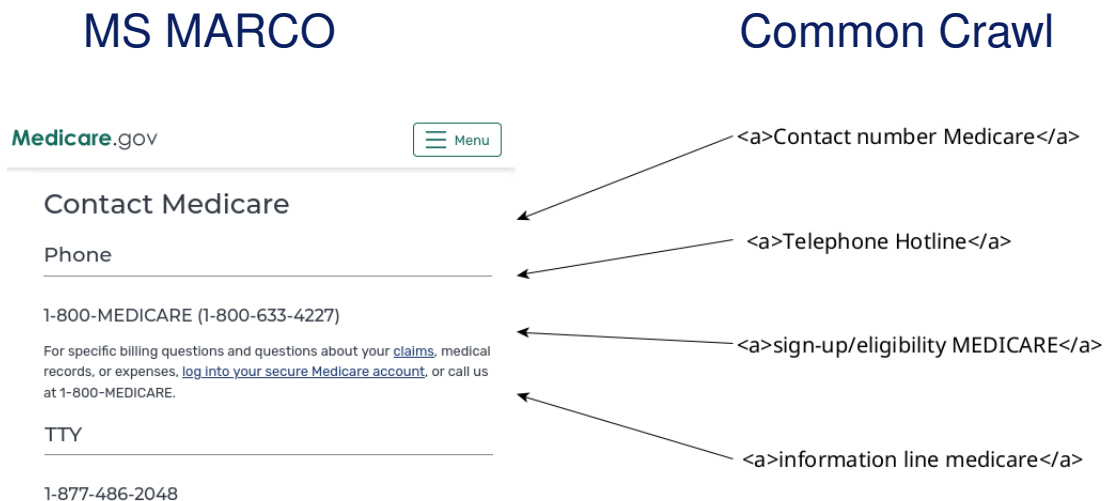 MS MARCO
Common Crawl
Medicare.gov
Menu
Contact Medicare
Phone
1-800-MEDICARE (1-800-633-4227)
For specific billing questions and questions about your claims, medical
records, or expenses, log into your secure Medicare account, or call us
at 1-800-MEDICARE.
TTY
1-877-486-2048
<a>Contact number Medicare</a>
<a>Telephone Hotline</a>
<a>sign-up/eligibility MEDICARE</a>
<a>information line medicare</a>